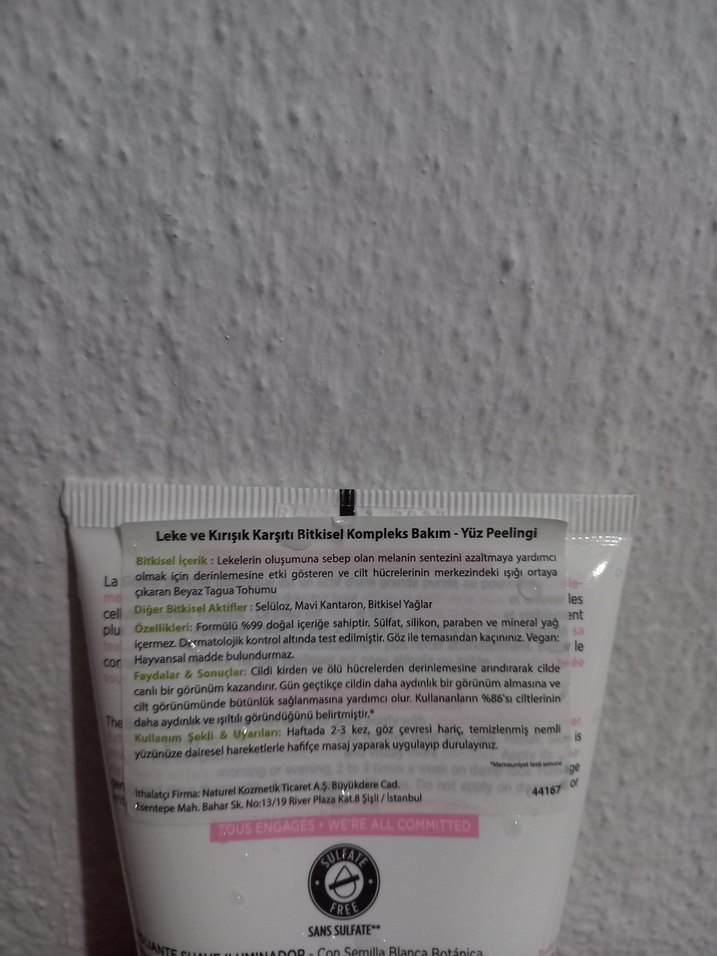 Leke ve Kırışık Karşıtı Bitkisel Kompleks Bakım - Yüz Peelingi
Bitkisel İçerik : Lekelerin oluşumuna sebep olan melanin sentezini azaltmaya yardımcı
olmak için derinlemesine etki gösteren ve cilt hücrelerinin merkezindeki ışığı ortaya
çıkaran Beyaz Tagua Tohumu
Diğer Bitkisel Aktifler : Selüloz, Mavi Kantaron, Bitkisel Yağlar
Özellikleri: Formülü %99 doğal içeriğe sahiptir. Sülfat, silikon, paraben ve mineral yağ
içermez. Dermatolojik kontrol altında test edilmiştir. Göz ile temasından kaçınınız. Vegan:
Hayvansal madde bulundurmaz.
Faydalar & Sonuçlar: Cildi kirden ve ölü hücrelerden derinlemesine arındırarak cilde
canlı bir görünüm kazandırır. Gün geçtikçe cildin daha aydınlık bir görünüm almasına ve
cilt görünümünde bütünlük sağlanmasına yardımcı olur. Kullananların %86'sı ciltlerinin
daha aydınlık ve ışıltılı göründüğünü belirtmiştir.*
Kullanım Şekli & Uyarıları: Haftada 2-3 kez, göz çevresi hariç, temizlenmiş nemli
yüzünüze dairesel hareketlerle hafifçe masaj yaparak uygulayıp durulayınız.
*Memnuniyet testi sonucu
İthalatçı Firma: Naturel Kozmetik Ticaret A.Ş. Büyükdere Cad.
Esentepe Mah. Bahar Sk. No:13/19 River Plaza Kat.8 Şişli / İstanbul
44167
TOUS ENGAGÉS • WE'RE ALL COMMITTED
SULFATE
FREE
SANS SULFATE**
SUAVE ILUMINADOR - Con Semilla Blanca Botánica